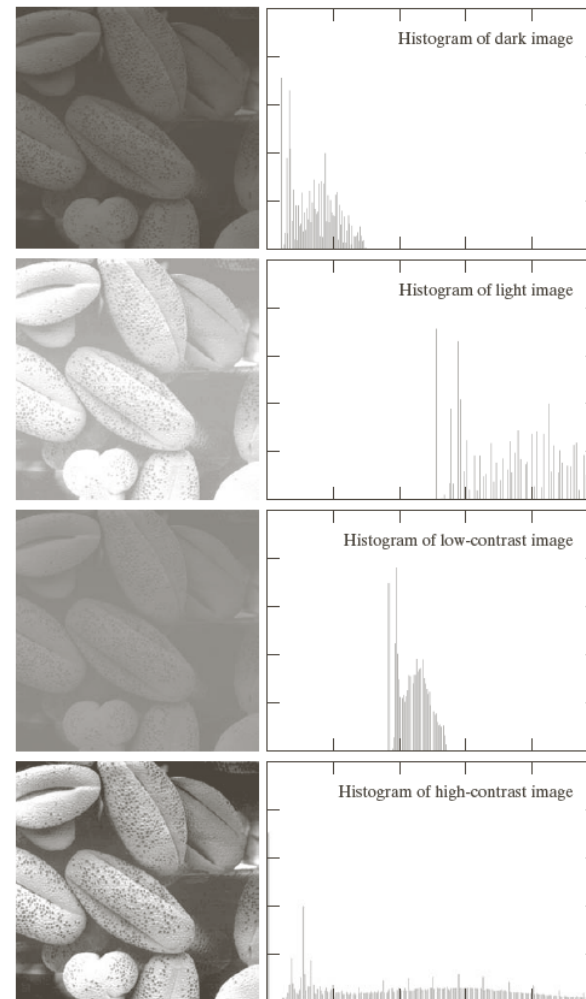 Histogram of dark image
Histogram of light image
Histogram of low-contrast image
Histogram of high-contrast image